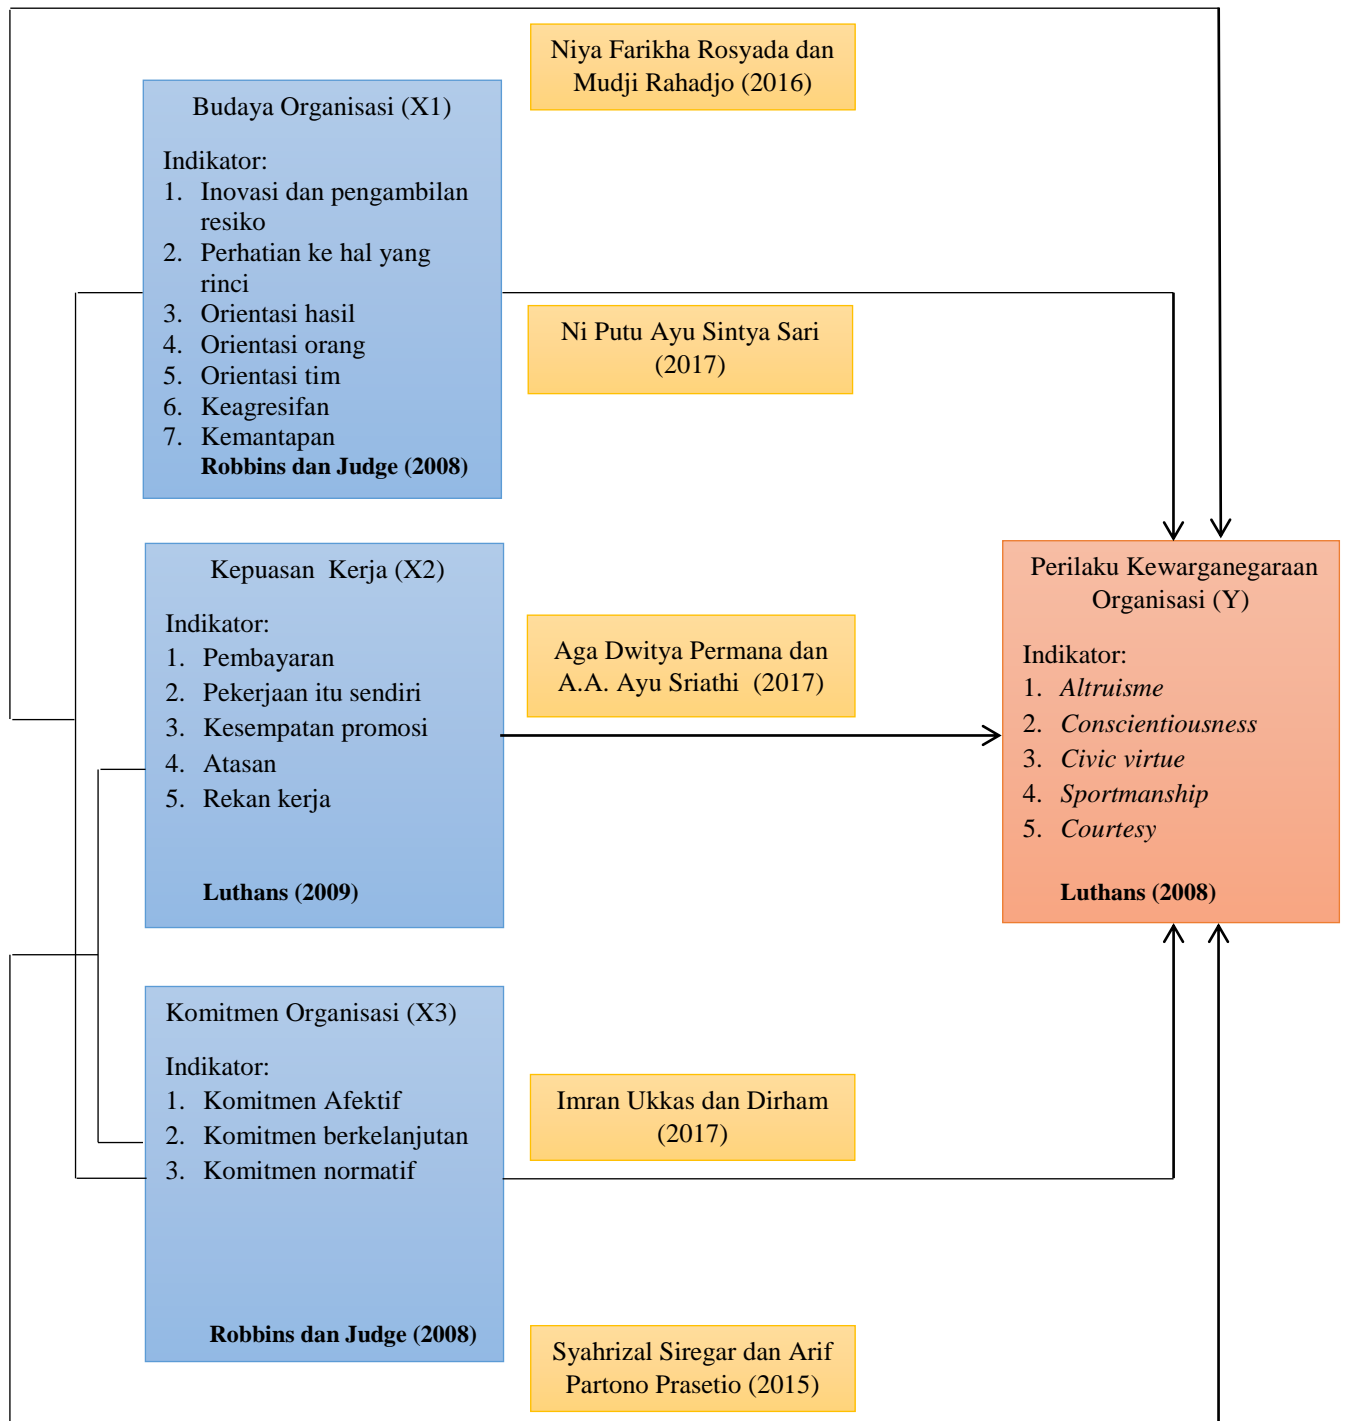 Niya Farikha Rosyada dan
Mudji Rahadjo (2016)
Budaya Organisasi (X1)
Indikator:
1. Inovasi dan pengambilan
resiko
2. Perhatian ke hal yang
rinci
3. Orientasi hasil
4. Orientasi orang
5. Orientasi tim
6. Keagresifan
7. Kemantapan
Robbins dan Judge (2008)
Ni Putu Ayu Sintya Sari
(2017)
Kepuasan Kerja (X2)
Indikator:
1. Pembayaran
2. Pekerjaan itu sendiri
3. Kesempatan promosi
4. Atasan
5. Rekan kerja
Luthans (2009)
Aga Dwitya Permana dan
A.A. Ayu Sriathi (2017)
Perilaku Kewarganegaraan
Organisasi (Y)
Indikator:
1. Altruisme
2. Conscientiousness
3. Civic virtue
4. Sportmanship
5. Courtesy
Luthans (2008)
Komitmen Organisasi (X3)
Indikator:
1. Komitmen Afektif
2. Komitmen berkelanjutan
3. Komitmen normatif
Robbins dan Judge (2008)
Imran Ukkas dan Dirham
(2017)
Syahrizal Siregar dan Arif
Partono Prasetio (2015)